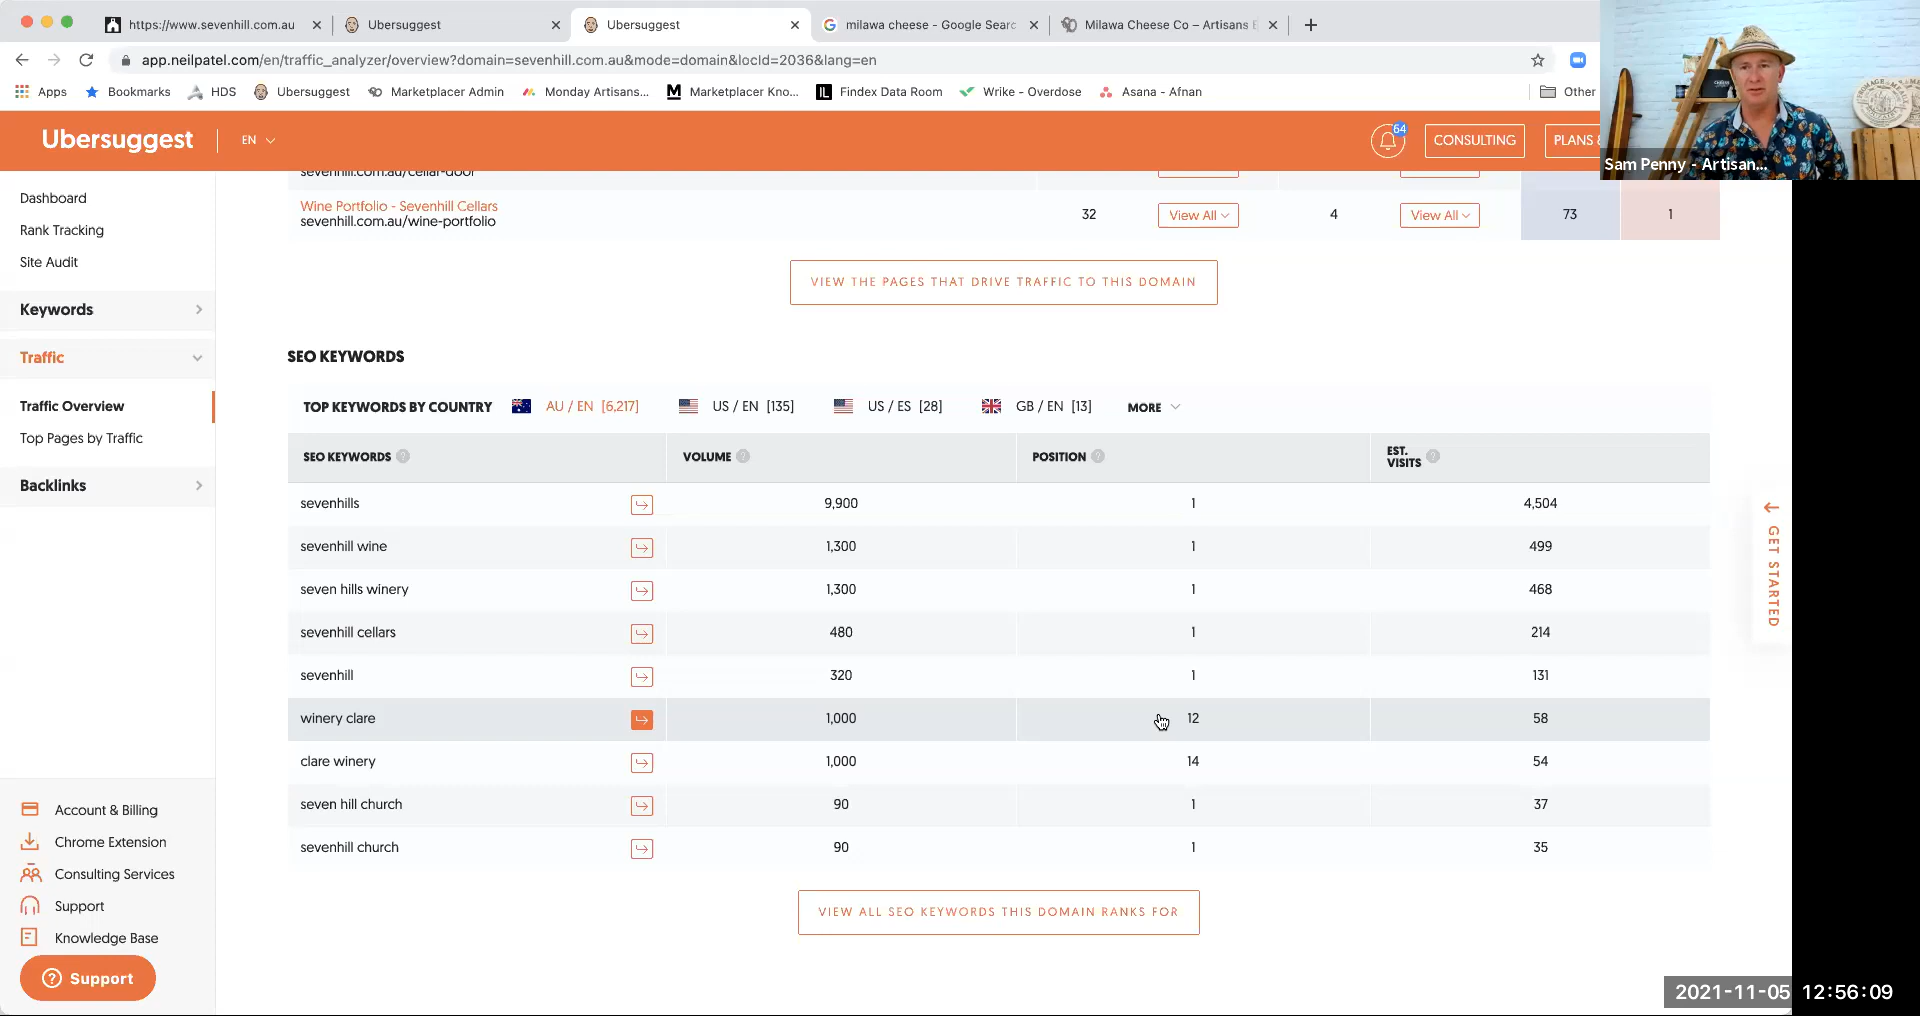 https://www.sevenhill.com.au
Ubersuggest
Ubersuggest
milawa cheese - Google Searc
Milawa Cheese Co – Artisans E
app.neilpatel.com/en/traffic_analyzer/overview?domain=sevenhill.com.au&mode=domain&locId=2036&lang=en
Apps
Bookmarks
HDS
Ubersuggest
Marketplacer Admin
Monday Artisans...
Marketplacer Kno...
Findex Data Room
Wrike - Overdose
Asana - Afnan
Other
Sam Penny - Artisan...
Ubersuggest
EN
64
CONSULTING
PLANS &
Dashboard
Rank Tracking
Site Audit
Keywords
Traffic
Traffic Overview
Top Pages by Traffic
Backlinks
Account & Billing
Chrome Extension
Consulting Services
Support
Knowledge Base
Support
sevenhill.com.au/cellar-door
Wine Portfolio - Sevenhill Cellars
sevenhill.com.au/wine-portfolio
32 View All 4 View All 73 1
VIEW THE PAGES THAT DRIVE TRAFFIC TO THIS DOMAIN
SEO KEYWORDS
TOP KEYWORDS BY COUNTRY AU / EN [6,217] US / EN [135] US / ES [28] GB / EN [13] MORE
SEO KEYWORDS VOLUME POSITION EST. VISITS
sevenhills 9,900 1 4,504
sevenhill wine 1,300 1 499
seven hills winery 1,300 1 468
sevenhill cellars 480 1 214
sevenhill 320 1 131
winery clare 1,000 12 58
clare winery 1,000 14 54
seven hill church 90 1 37
sevenhill church 90 1 35
VIEW ALL SEO KEYWORDS THIS DOMAIN RANKS FOR
GET STARTED
2021-11-05 12:56:09